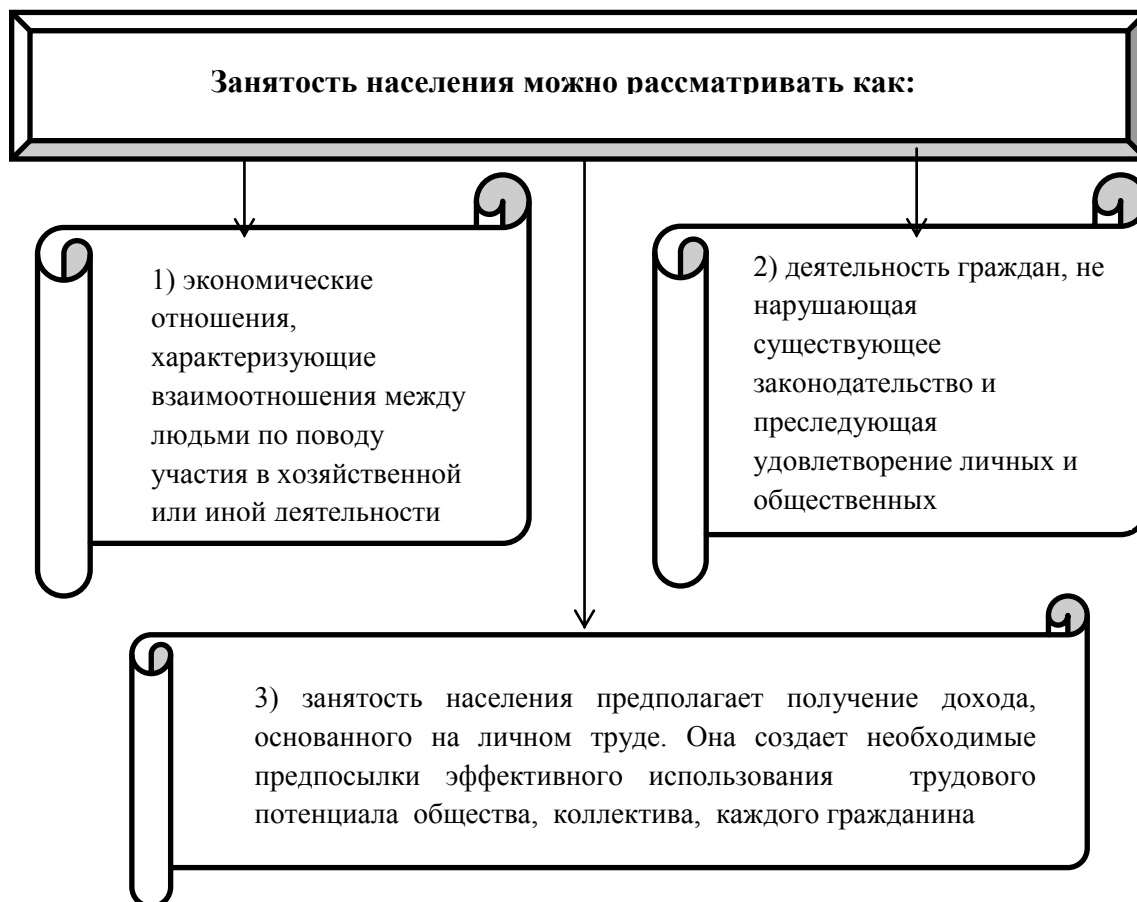 Занятость населения можно рассматривать как:
1) экономические
отношения,
характеризующие
взаимоотношения между
людьми по поводу
участия в хозяйственной
или иной деятельности
2) деятельность граждан, не
нарушающая
существующее
законодательство и
преследующая
удовлетворение личных и
общественных
3) занятость населения предполагает получение дохода,
основанного на личном труде. Она создает необходимые
предпосылки эффективного использования трудового
потенциала общества, коллектива, каждого гражданина